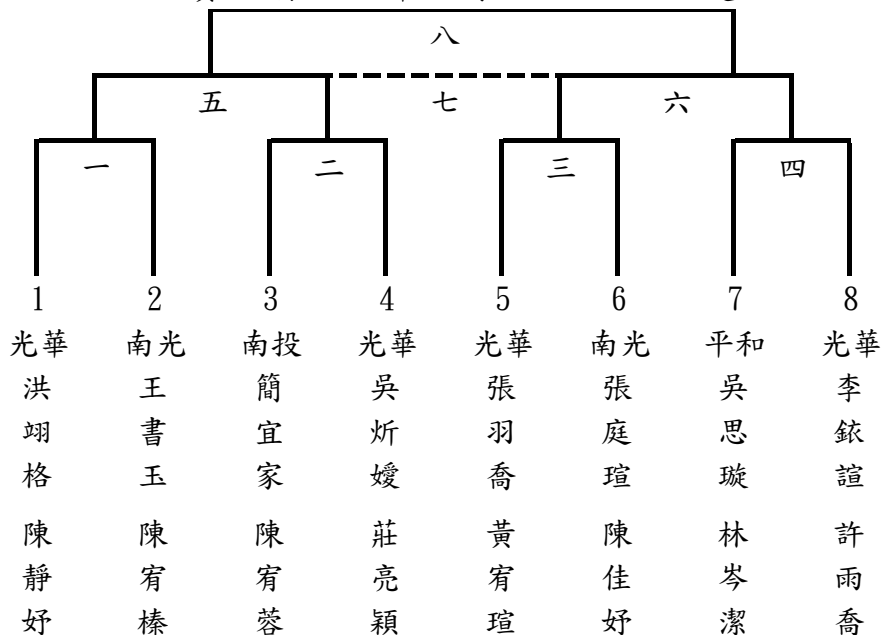 八
五 七 六
一 二 三 四
1 2 3 4 5 6 7 8
光華 南光 南投 光華 光華 南光 平和 光華
洪 王 簡 吳 張 張 吳 李
翊 書 宜 炘 羽 庭 思 銥
格 玉 家 嬡 喬 瑄 璇 諠
陳 陳 陳 莊 黃 陳 林 許
靜 宥 宥 亮 宥 佳 岑 雨
妤 榛 蓉 穎 瑄 妤 潔 喬